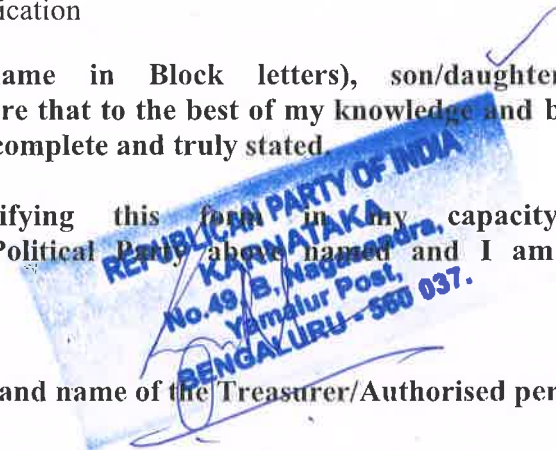 ication
ame in Block letters), son/daughter
re that to the best of my knowledge and b
complete and truly stated.
ifying this form in my capacity
Political Party above named and I am
REPUBLICAN PARTY OF INDIA
KARNATAKA
No.49, B, Nagasandra,
Yamalur Post,
BENGALURU - 560 037.
and name of the Treasurer/Authorised per